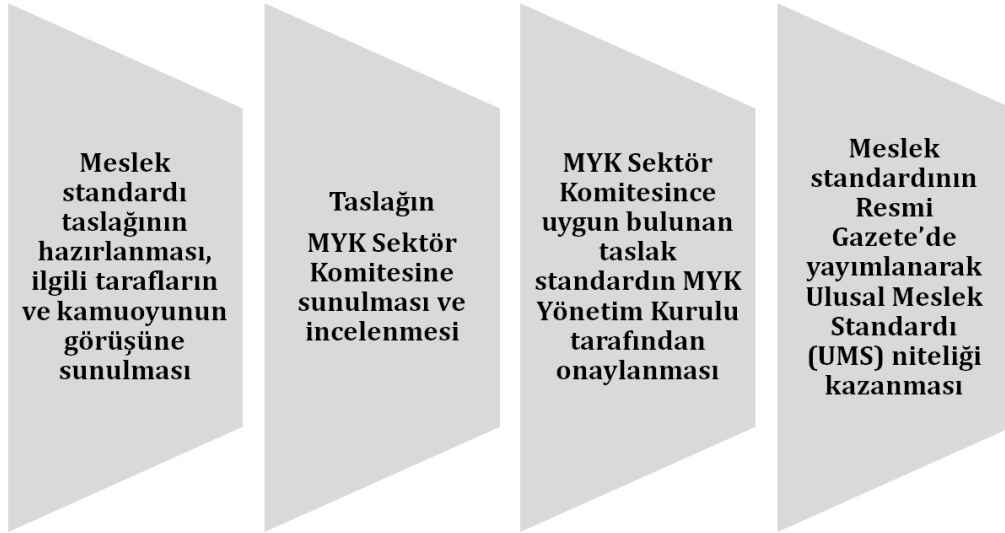 Meslek
standardı
taslağının
hazırlanması,
ilgili tarafların
ve kamuoyunun
görüşüne
sunulması
Taslağın
MYK Sektör
Komitesine
sunulması ve
incelenmesi
MYK Sektör
Komitesince
uygun bulunan
taslak
standardın MYK
Yönetim Kurulu
tarafından
onaylanması
Meslek
standardının
Resmi
Gazete’de
yayımlanarak
Ulusal Meslek
Standardı
(UMS) niteliği
kazanması